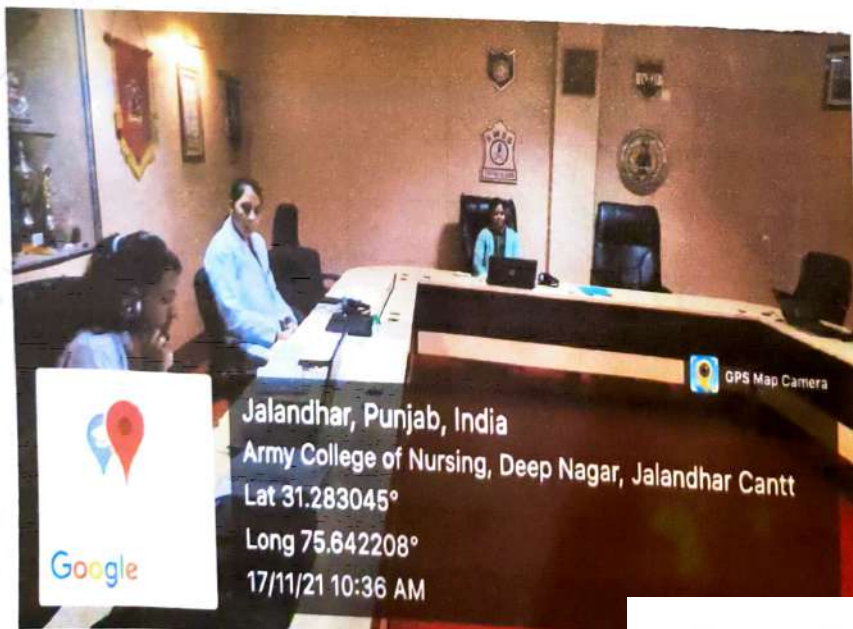 GPS Map Camera
Jalandhar, Punjab, India
Army College of Nursing, Deep Nagar, Jalandhar Cantt
Lat 31.283045°
Long 75.642208°
17/11/21 10:36 AM
Google